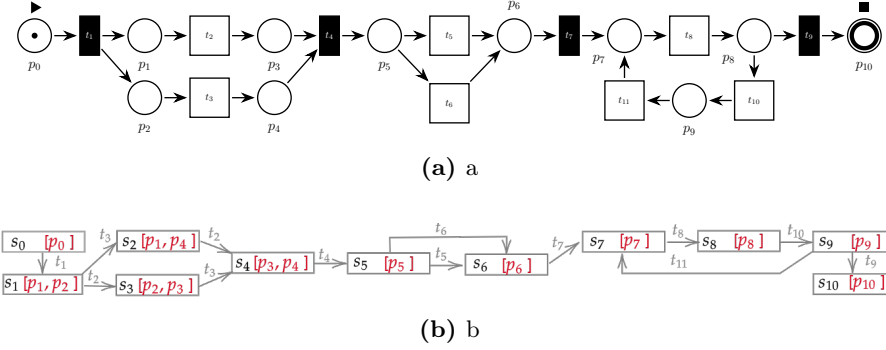 p6
t1 t2 t4 t5 t7 t8 t9
p0 p1 p3 p5 p7 p8 p10
t3 t6 t11 t10
p2 p4 p9
(a) a
t3 t2 t6 t7 t8 t10
s0 [p0] s2 [p1, p4] s7 [p7] s8 [p8] s9 [p9]
t1 t4 t5 t11 t9
s4 [p3, p4] s5 [p5] s6 [p6]
t2 t3
s1 [p1, p2] s3 [p2, p3] s10 [p10]
(b) b